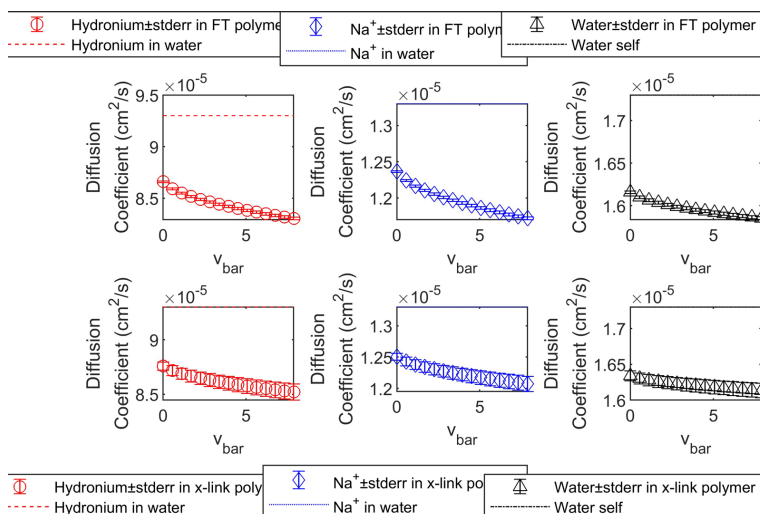 Hydronium±stderr in FT polyme
Hydronium in water
Na+±stderr in FT polym
Na+ in water
Water±stderr in FT polymer
Water self
×10-5
9.5
9
8.5
Diffusion
Coefficient (cm2/s)
5
vbar
×10-5
1.3
1.25
1.2
Diffusion
Coefficient (cm2/s)
5
vbar
×10-5
1.7
1.65
1.6
Diffusion
Coefficient (cm2/s)
0
5
vbar
×10-5
9
8.5
Diffusion
Coefficient (cm2/s)
0
5
vbar
×10-5
1.3
1.25
1.2
Diffusion
Coefficient (cm2/s)
0
5
vbar
×10-5
1.7
1.65
1.6
Diffusion
Coefficient (cm2/s)
0
5
vbar
Hydronium±stderr in x-link poly
Hydronium in water
Na+±stderr in x-link po
Na+ in water
Water±stderr in x-link polymer
Water self